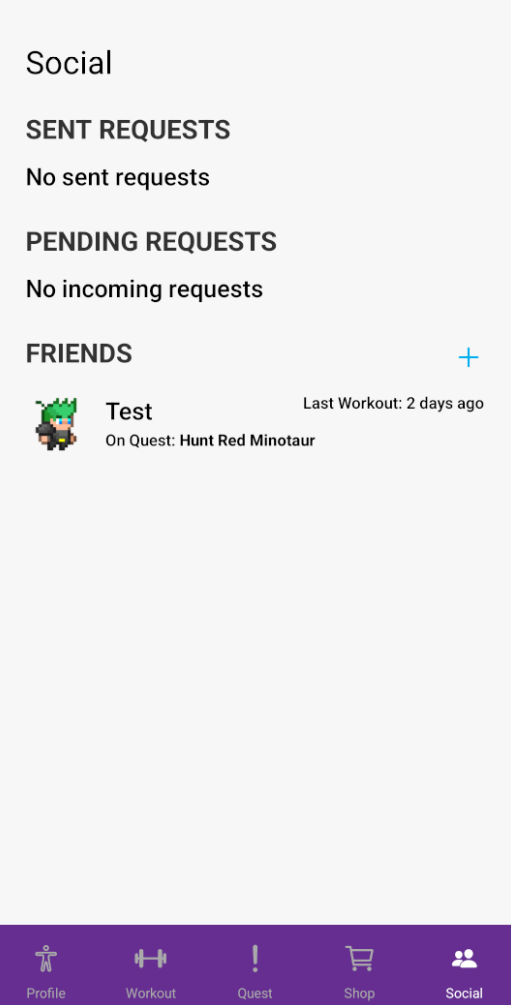 Social
SENT REQUESTS
No sent requests
PENDING REQUESTS
No incoming requests
FRIENDS
Test
Last Workout: 2 days ago
On Quest: Hunt Red Minotaur
Profile
Workout
Quest
Shop
Social